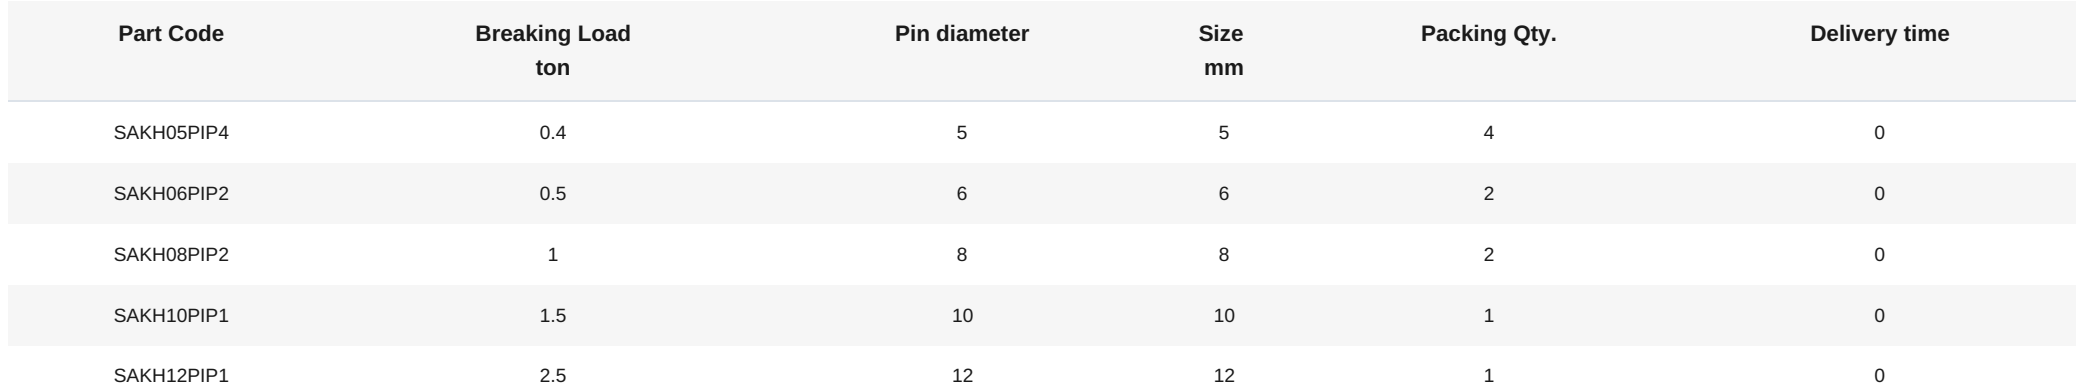 Part Code Breaking Load Pin diameter Size Packing Qty. Delivery time
ton mm
SAKH05PIP4 0.4 5 5 4 0
SAKH06PIP2 0.5 6 6 2 0
SAKH08PIP2 1 8 8 2 0
SAKH10PIP1 1.5 10 10 1 0
SAKH12PIP1 2.5 12 12 1 0